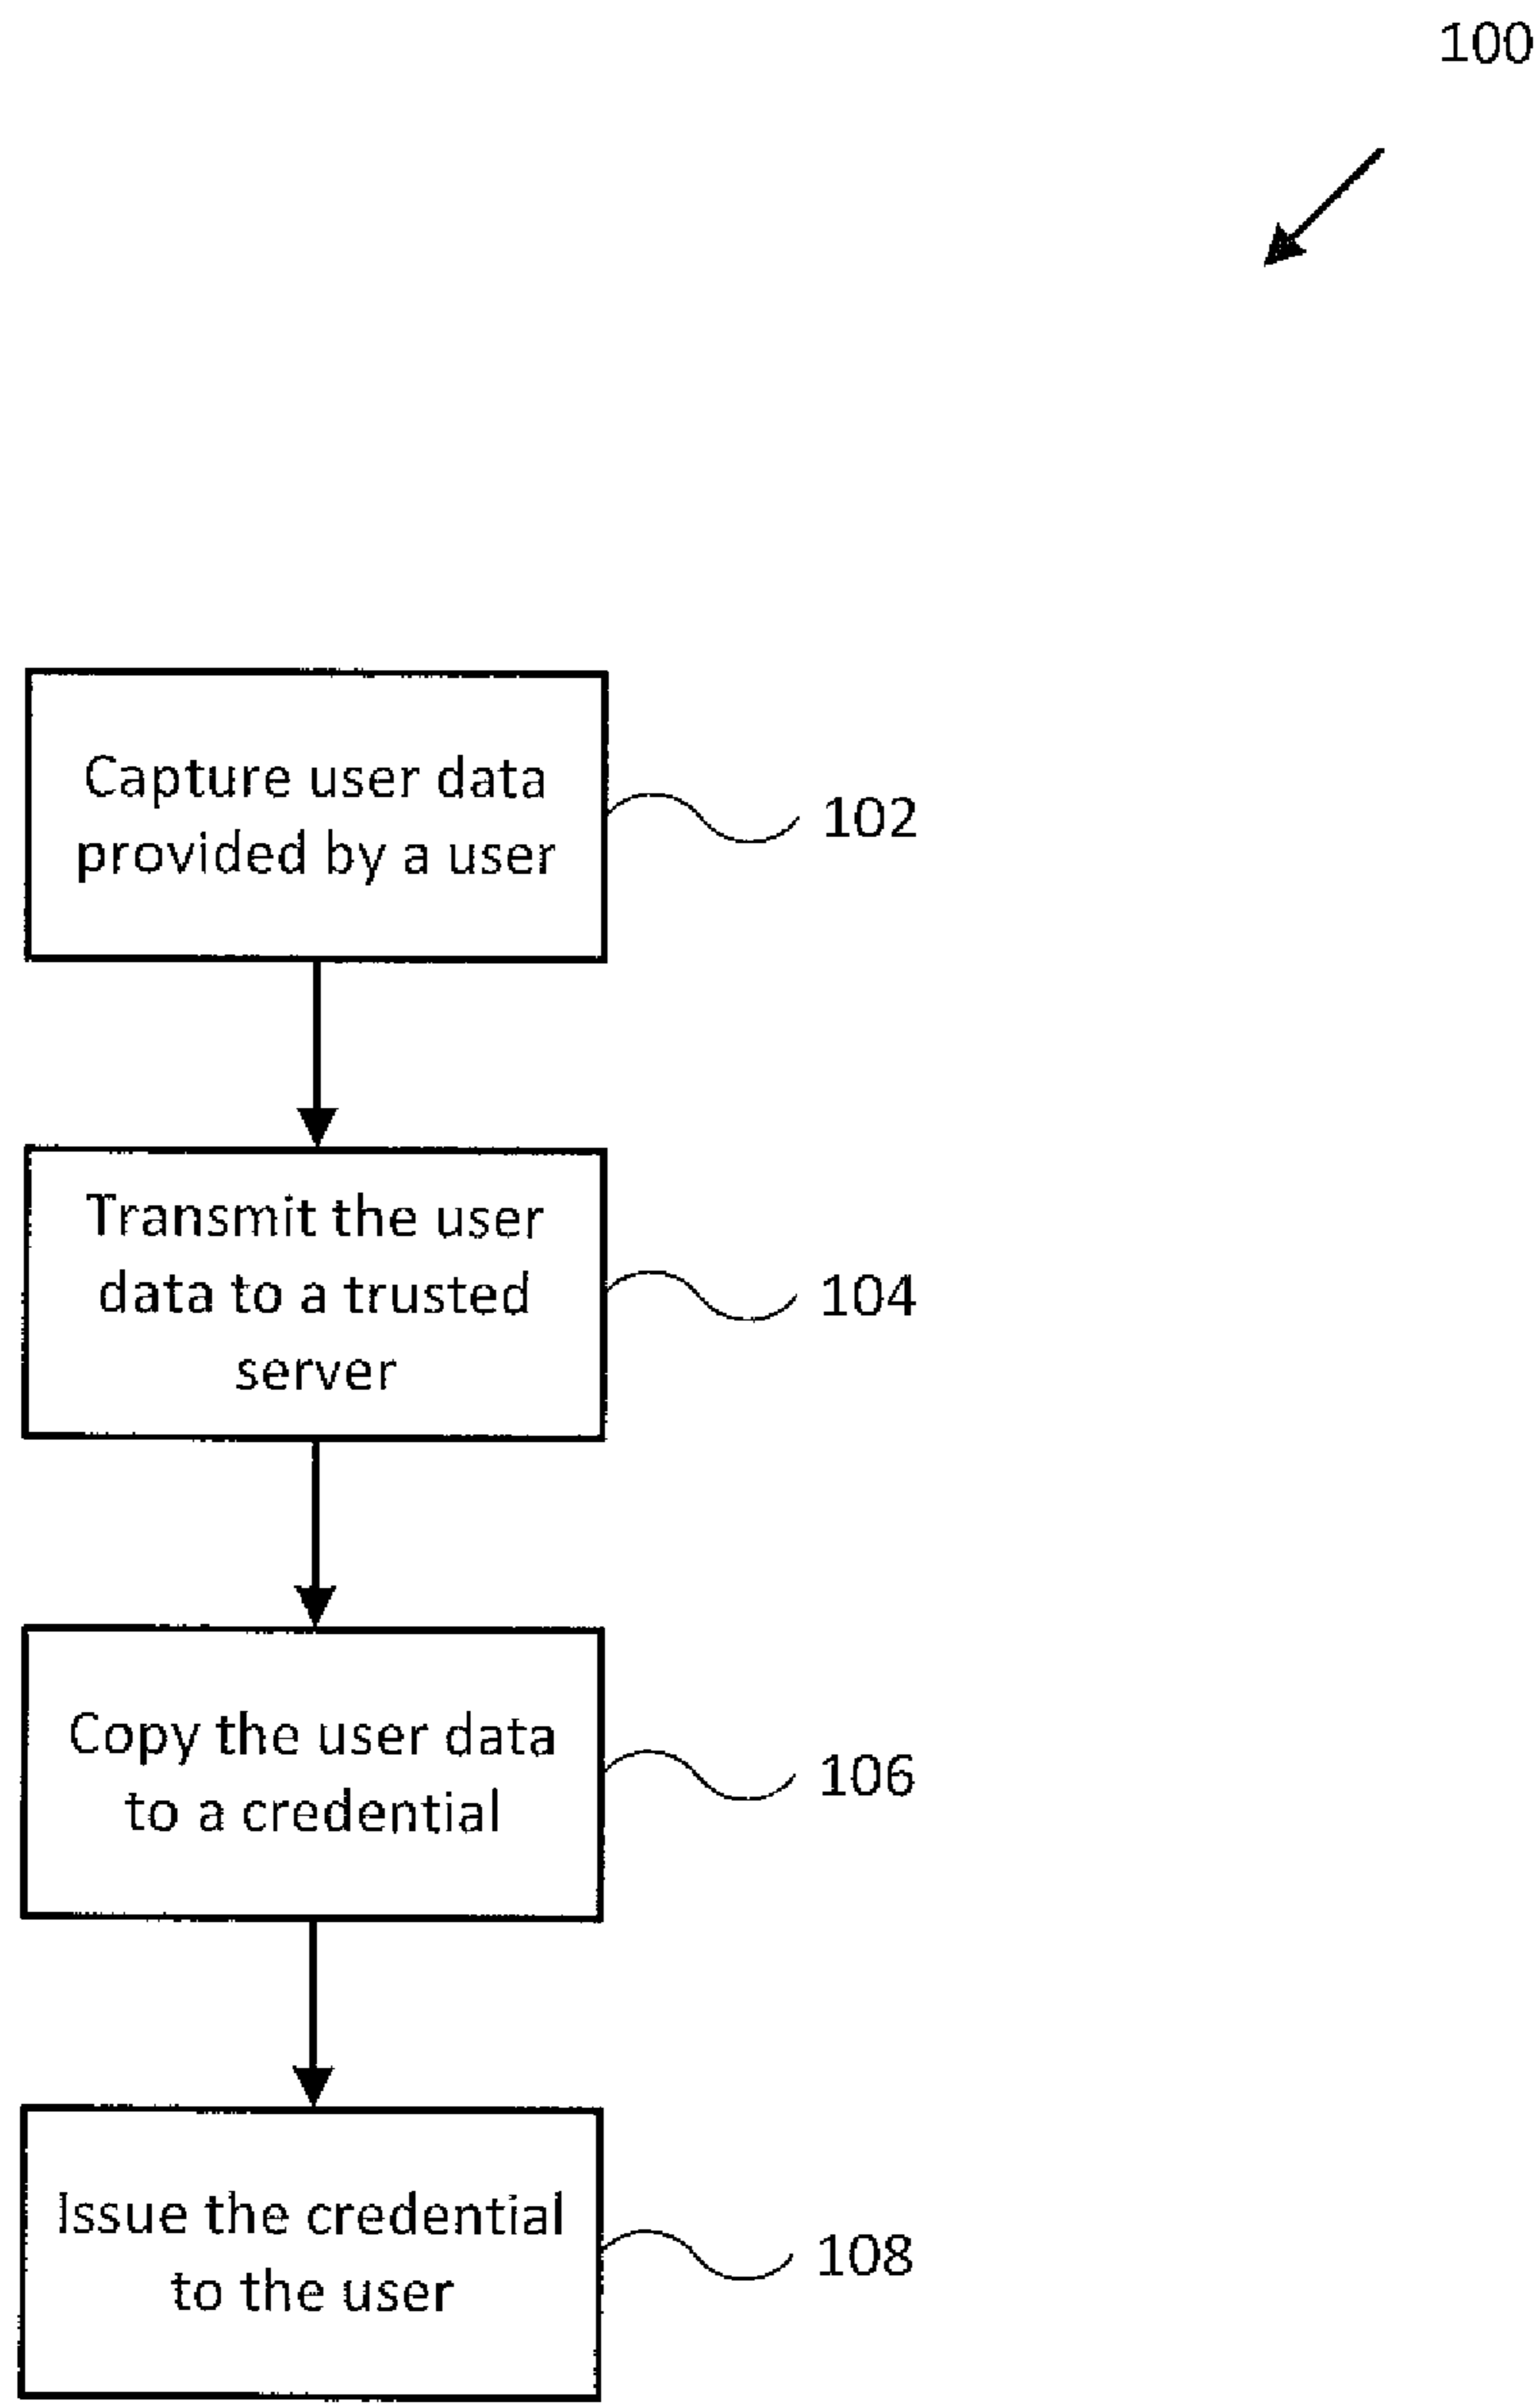 100
Capture user data
provided by a user
102
Transmit the user
data to a trusted
server
104
Copy the user data
to a credential
106
Issue the credential
to the user
108